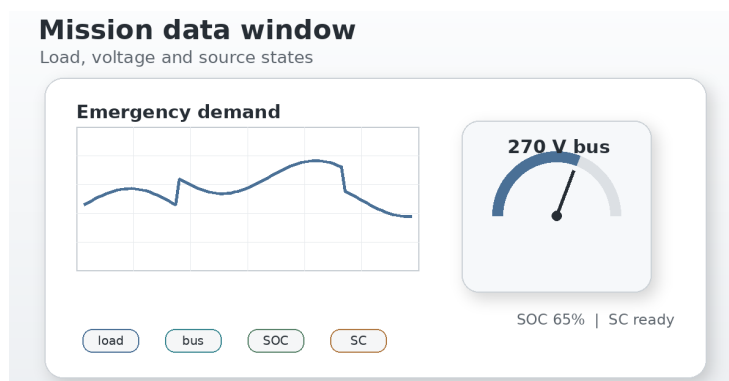 Mission data window
Load, voltage and source states
Emergency demand
270 V bus
SOC 65% | SC ready
load
bus
SOC
SC